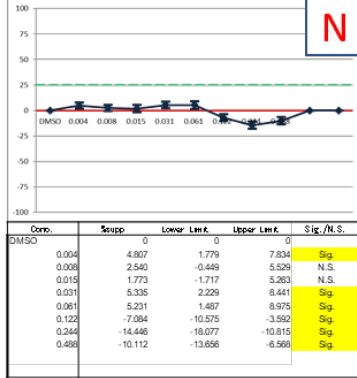 100
N
75
50
25
0
DMSO 0.004 0.008 0.015 0.031 0.061
-25
-50
-75
-100
Conc. %supp Lower Limit Upper Limit Sig./N.S.
DMSO 0 0 0
0.004 4.807 1.779 7.834 Sig.
0.008 2.540 -0.449 5.529 N.S.
0.015 1.773 -1.717 5.263 N.S.
0.031 5.335 2.229 8.441 Sig.
0.061 5.231 1.487 8.975 Sig.
0.122 -7.084 -10.575 -3.592 Sig.
0.244 -14.446 -18.077 -10.815 Sig.
0.488 -10.112 -13.656 -6.568 Sig.